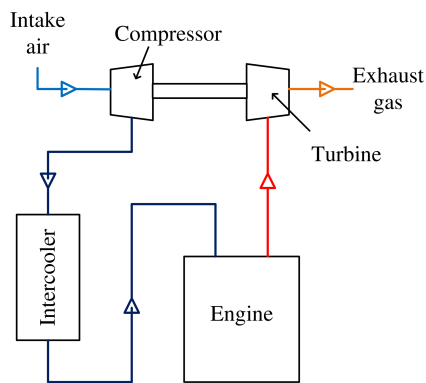 Intake
air
Compressor
Exhaust
gas
Turbine
Intercooler
Engine